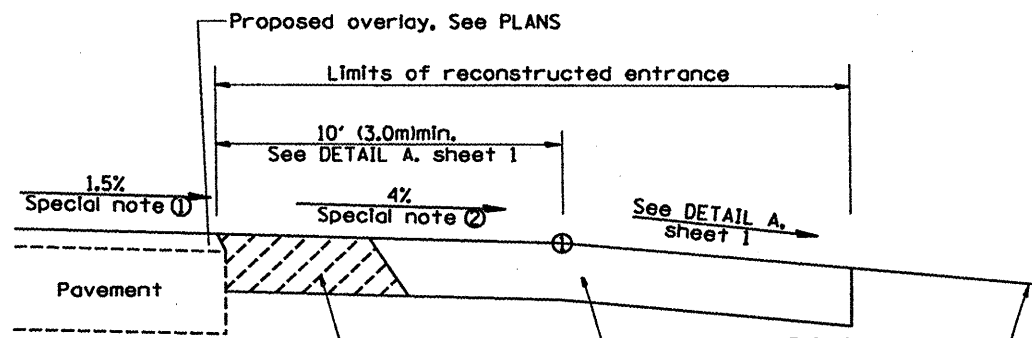 Proposed overlay. See PLANS
Limits of reconstructed entrance
10' (3.0m)min.
See DETAIL A. sheet 1
1.5%
Special note ①
4%
Special note ②
See DETAIL A.
sheet 1
①
Pavement